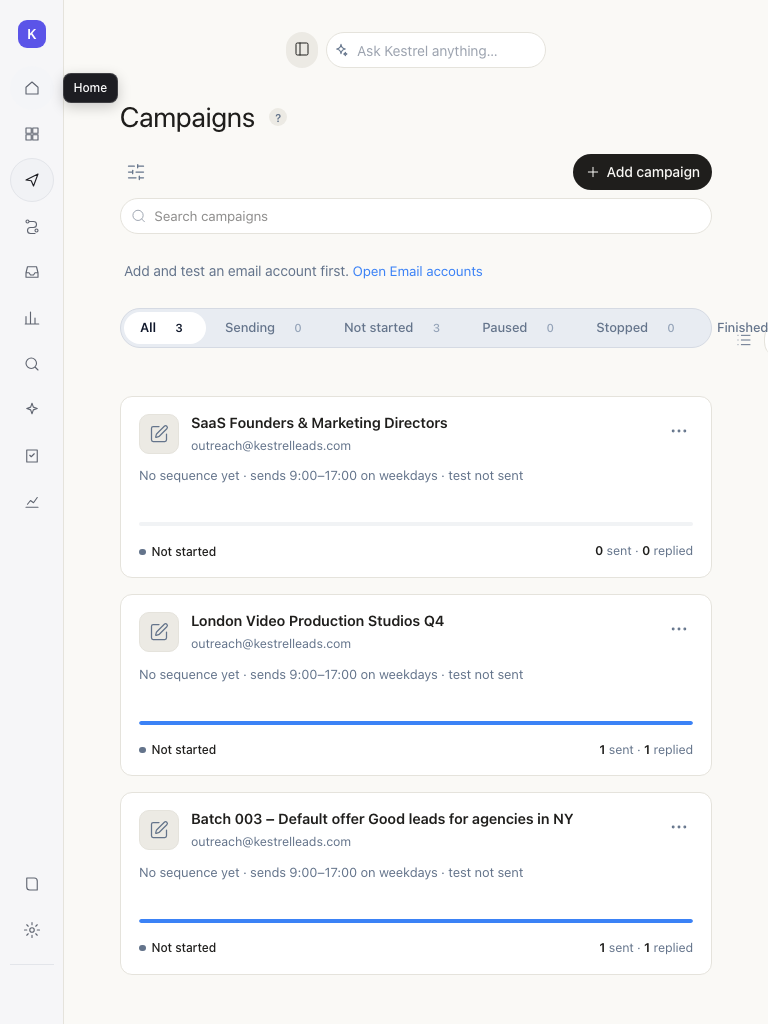 K
Ask Kestrel anything...
Home
Campaigns ?
Add campaign
Search campaigns
Add and test an email account first. Open Email accounts
All 3 Sending 0 Not started 3 Paused 0 Stopped 0 Finished
SaaS Founders & Marketing Directors
outreach@kestrelleads.com
No sequence yet · sends 9:00–17:00 on weekdays · test not sent
Not started 0 sent · 0 replied
London Video Production Studios Q4
outreach@kestrelleads.com
No sequence yet · sends 9:00–17:00 on weekdays · test not sent
Not started 1 sent · 1 replied
Batch 003 – Default offer Good leads for agencies in NY
outreach@kestrelleads.com
No sequence yet · sends 9:00–17:00 on weekdays · test not sent
Not started 1 sent · 1 replied